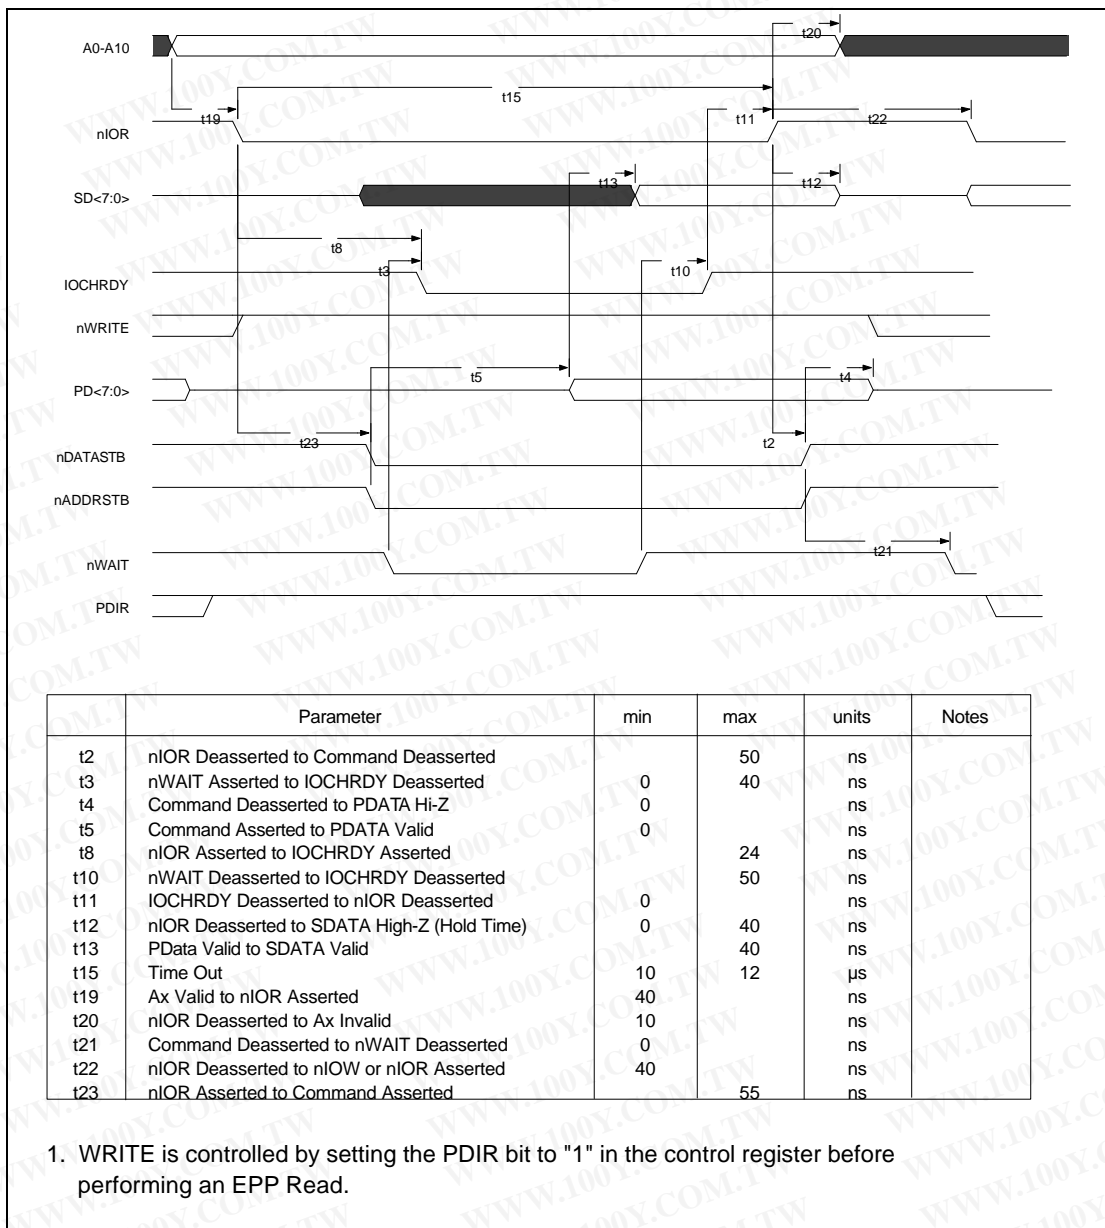 A0-A10
t20
t15
t19
t11
t22
nIOR
t13
t12
SD<7:0>
t8
t3
t10
IOCHRDY
nWRITE
t5
t4
PD<7:0>
t23
t2
nDATASTB
nADDRSTB
t21
nWAIT
PDIR
Parameter min max units Notes
t2 nIOR Deasserted to Command Deasserted 50 ns
t3 nWAIT Asserted to IOCHRDY Deasserted 0 40 ns
t4 Command Deasserted to PDATA Hi-Z 0 ns
t5 Command Asserted to PDATA Valid 0 ns
t8 nIOR Asserted to IOCHRDY Asserted 24 ns
t10 nWAIT Deasserted to IOCHRDY Deasserted 50 ns
t11 IOCHRDY Deasserted to nIOR Deasserted 0 ns
t12 nIOR Deasserted to SDATA High-Z (Hold Time) 0 40 ns
t13 PData Valid to SDATA Valid 40 ns
t15 Time Out 10 12 µs
t19 Ax Valid to nIOR Asserted 40 ns
t20 nIOR Deasserted to Ax Invalid 10 ns
t21 Command Deasserted to nWAIT Deasserted 0 ns
t22 nIOR Deasserted to nIOW or nIOR Asserted 40 ns
t23 nIOR Asserted to Command Asserted 55 ns
1. WRITE is controlled by setting the PDIR bit to "1" in the control register before
performing an EPP Read.
WWW.100Y.COM.TW